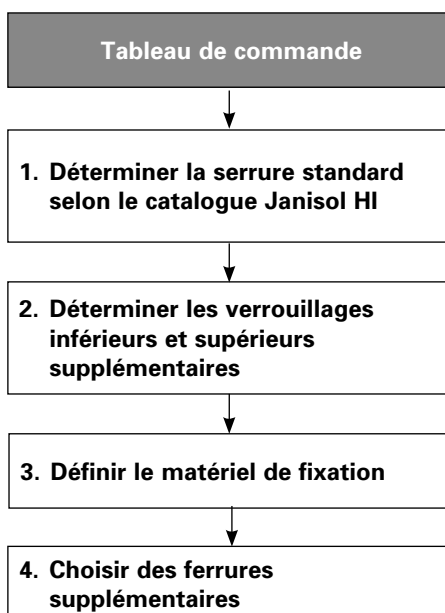 Tableau de commande
1. Déterminer la serrure standard
selon le catalogue Janisol HI
2. Déterminer les verrouillages
inférieurs et supérieurs
supplémentaires
3. Définir le matériel de fixation
4. Choisir des ferrures
supplémentaires